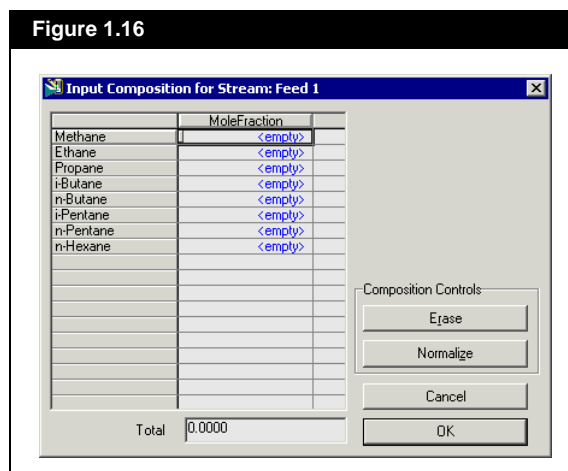 Figure 1.16
Input Composition for Stream: Feed 1
MoleFraction
Methane <empty>
Ethane <empty>
Propane <empty>
i-Butane <empty>
n-Butane <empty>
i-Pentane <empty>
n-Pentane <empty>
n-Hexane <empty>
Composition Controls
Erase
Normalize
Cancel
Total 0.0000
OK